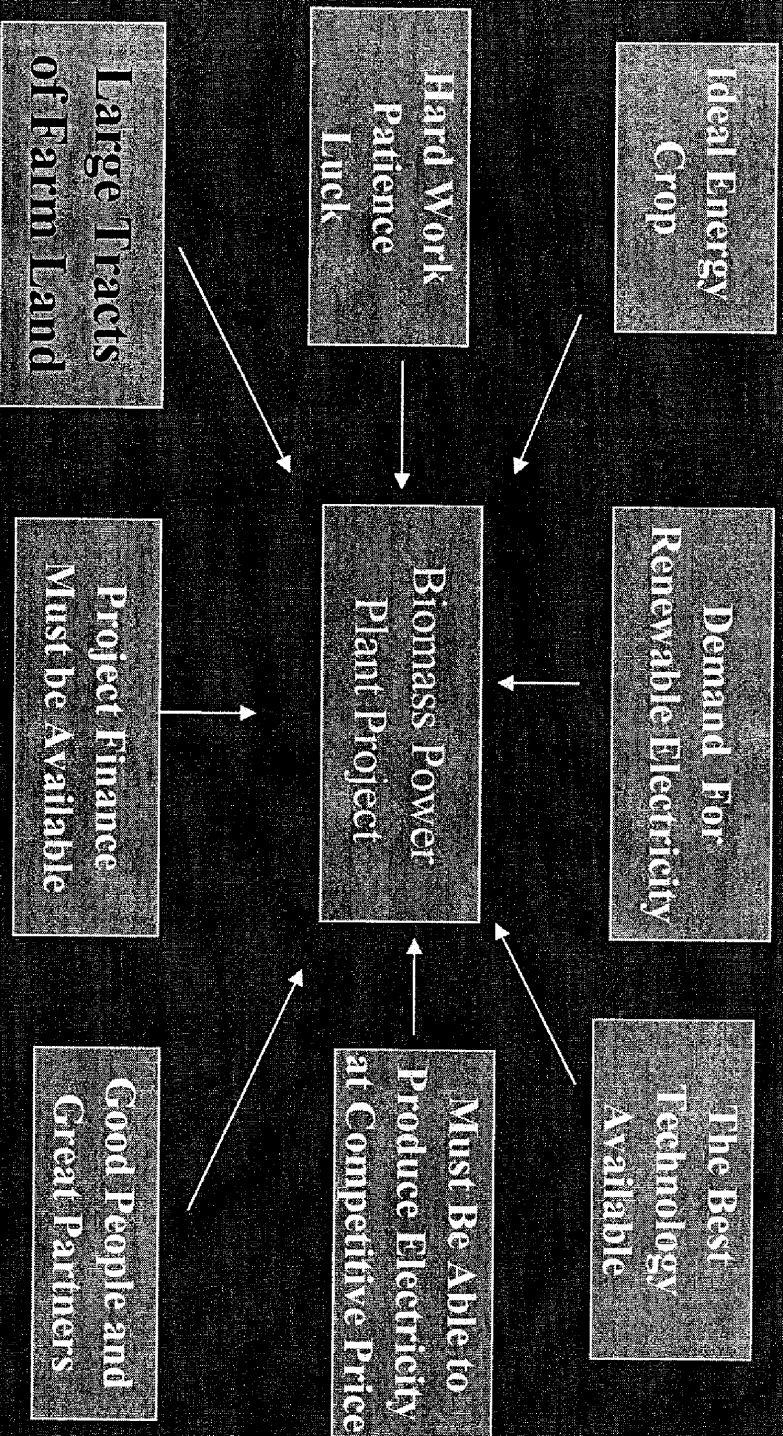 Ideal Energy
Crop
Demand For
Renewable Electricity
The Best
Technology
Available
Hard Work
Patience
Luck
Biomass Power
Plant Project
Must Be Able to
Produce Electricity
at Competitive Price
Large Tracts
of Farm Land
Project Finance
Must be Available
Good People and
Great Partners